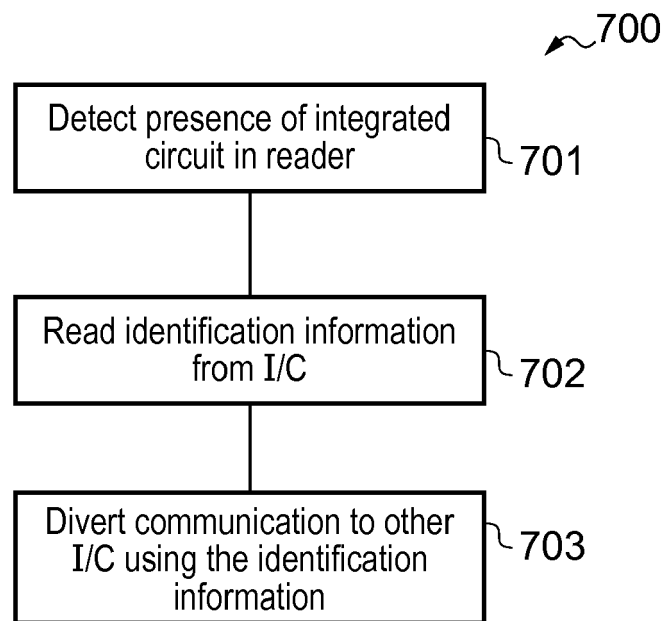 700
Detect presence of integrated
circuit in reader
701
Read identification information
from I/C
702
Divert communication to other
I/C using the identification
information
703